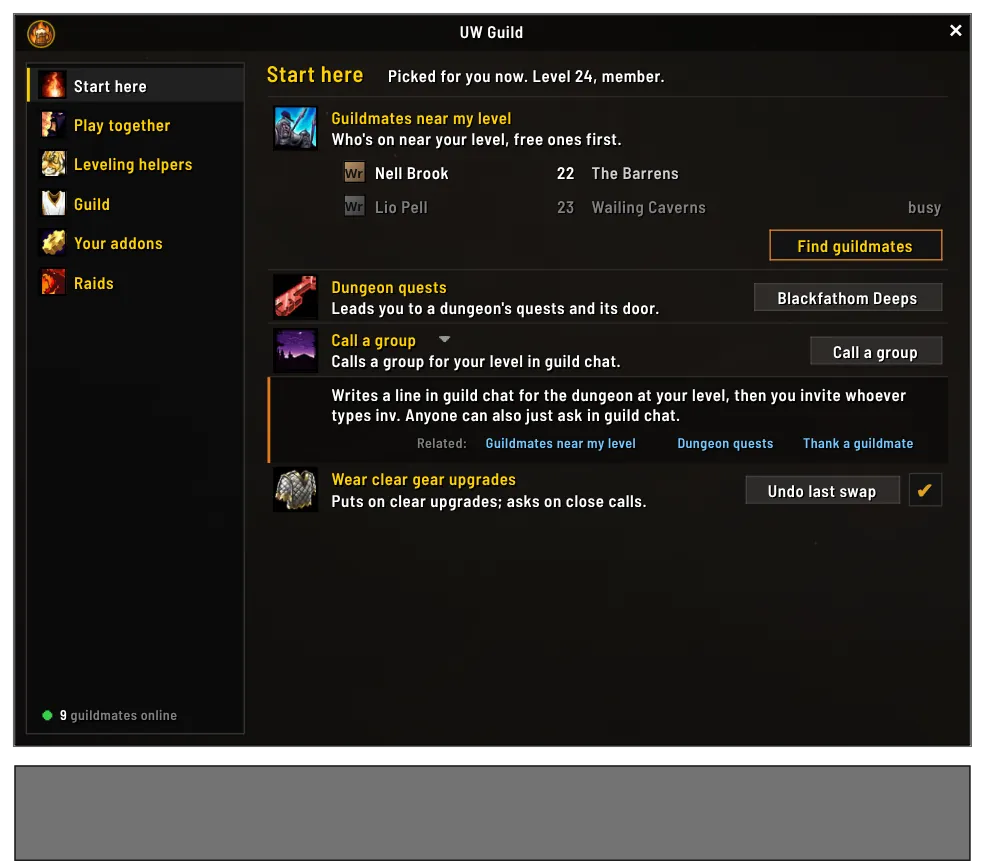 UW Guild
Start here
Play together
Leveling helpers
Guild
Your addons
Raids
9 guildmates online
Start here Picked for you now. Level 24, member.
Guildmates near my level
Who's on near your level, free ones first.
Wr Nell Brook 22 The Barrens
Wr Lio Pell 23 Wailing Caverns busy
Find guildmates
Dungeon quests
Leads you to a dungeon's quests and its door.
Blackfathom Deeps
Call a group
Calls a group for your level in guild chat.
Call a group
Writes a line in guild chat for the dungeon at your level, then you invite whoever
types inv. Anyone can also just ask in guild chat.
Related: Guildmates near my level Dungeon quests Thank a guildmate
Wear clear gear upgrades
Puts on clear upgrades; asks on close calls.
Undo last swap